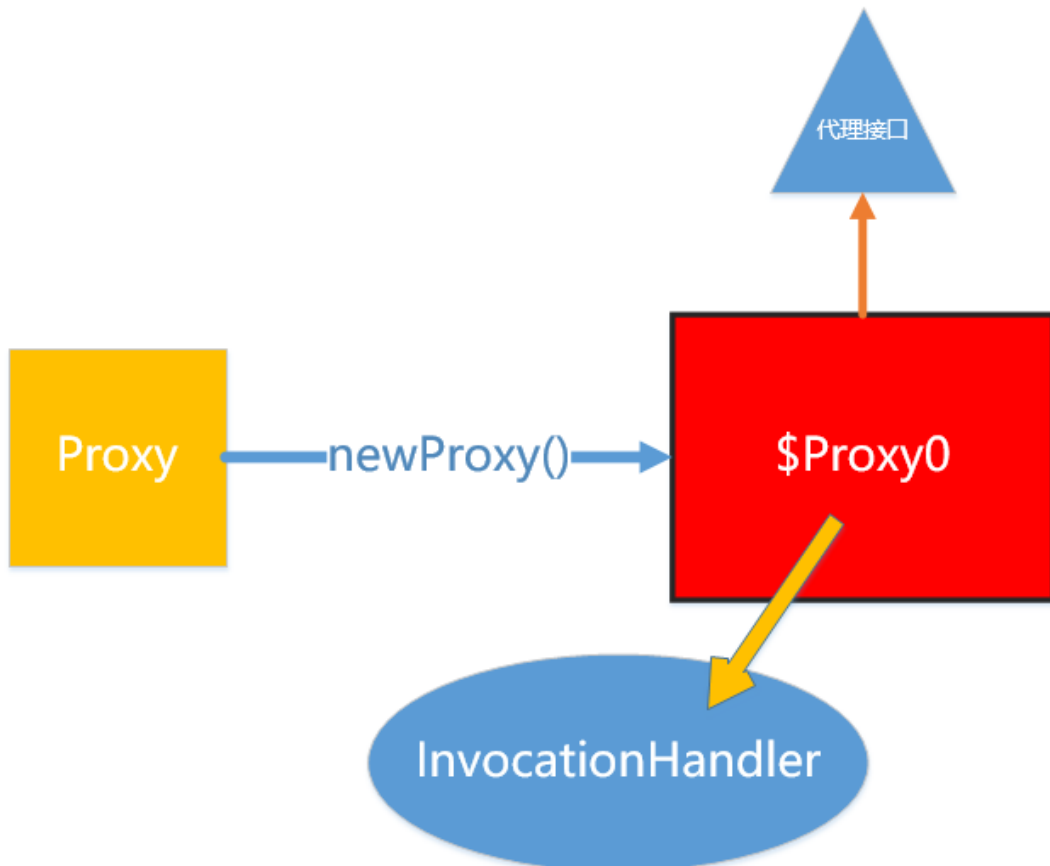 代理接口
Proxy
newProxy()
$Proxy0
InvocationHandler